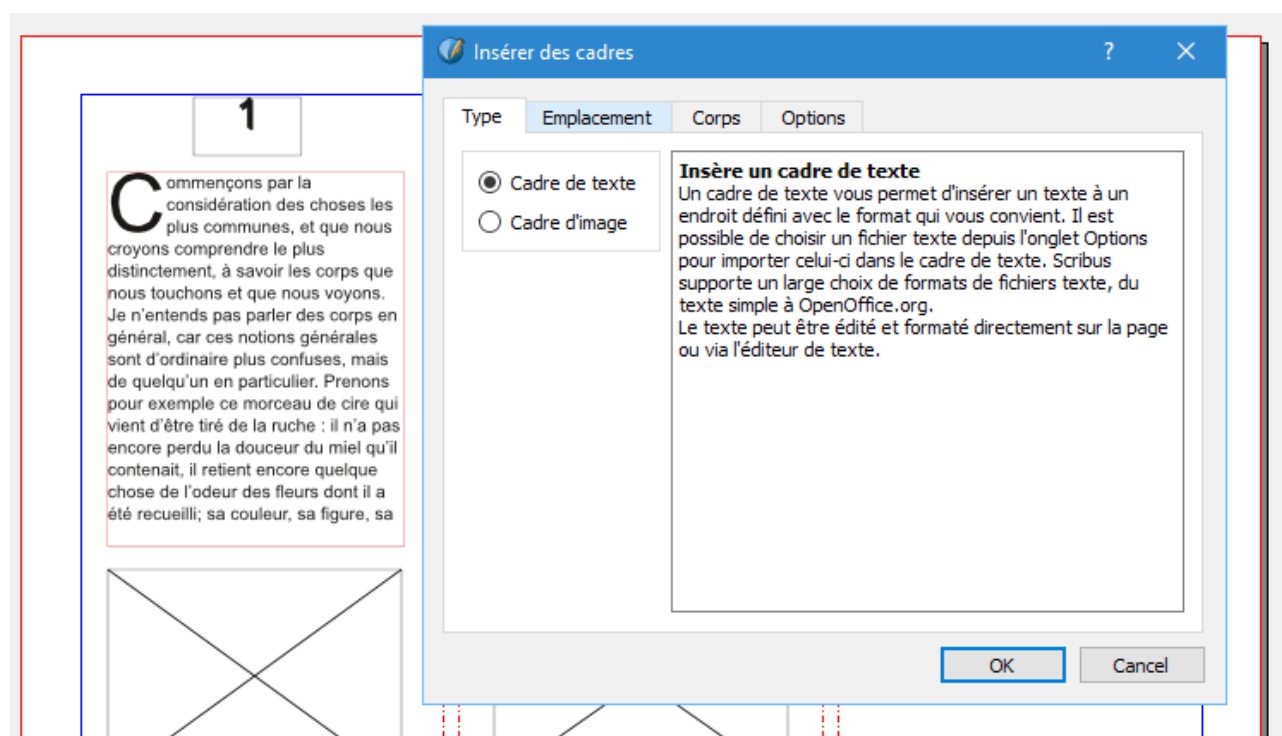 Insérer des cadres
? ×
Type Emplacement Corps Options
Cadre de texte
Cadre d'image
Insère un cadre de texte
Un cadre de texte vous permet d'insérer un texte à un
endroit défini avec le format qui vous convient. Il est
possible de choisir un fichier texte depuis l'onglet Options
pour importer celui-ci dans le cadre de texte. Scribus
supporte un large choix de formats de fichiers texte, du
texte simple à OpenOffice.org.
Le texte peut être édité et formaté directement sur la page
ou via l'éditeur de texte.
OK Cancel
1
Commençons par la
considération des choses les
plus communes, et que nous
croyons comprendre le plus
distinctement, à savoir les corps que
nous touchons et que nous voyons.
Je n’entends pas parler des corps en
général, car ces notions générales
sont d’ordinaire plus confuses, mais
de quelqu’un en particulier. Prenons
pour exemple ce morceau de cire qui
vient d’être tiré de la ruche : il n’a pas
encore perdu la douceur du miel qu’il
contenait, il retient encore quelque
chose de l’odeur des fleurs dont il a
été recueilli; sa couleur, sa figure, sa